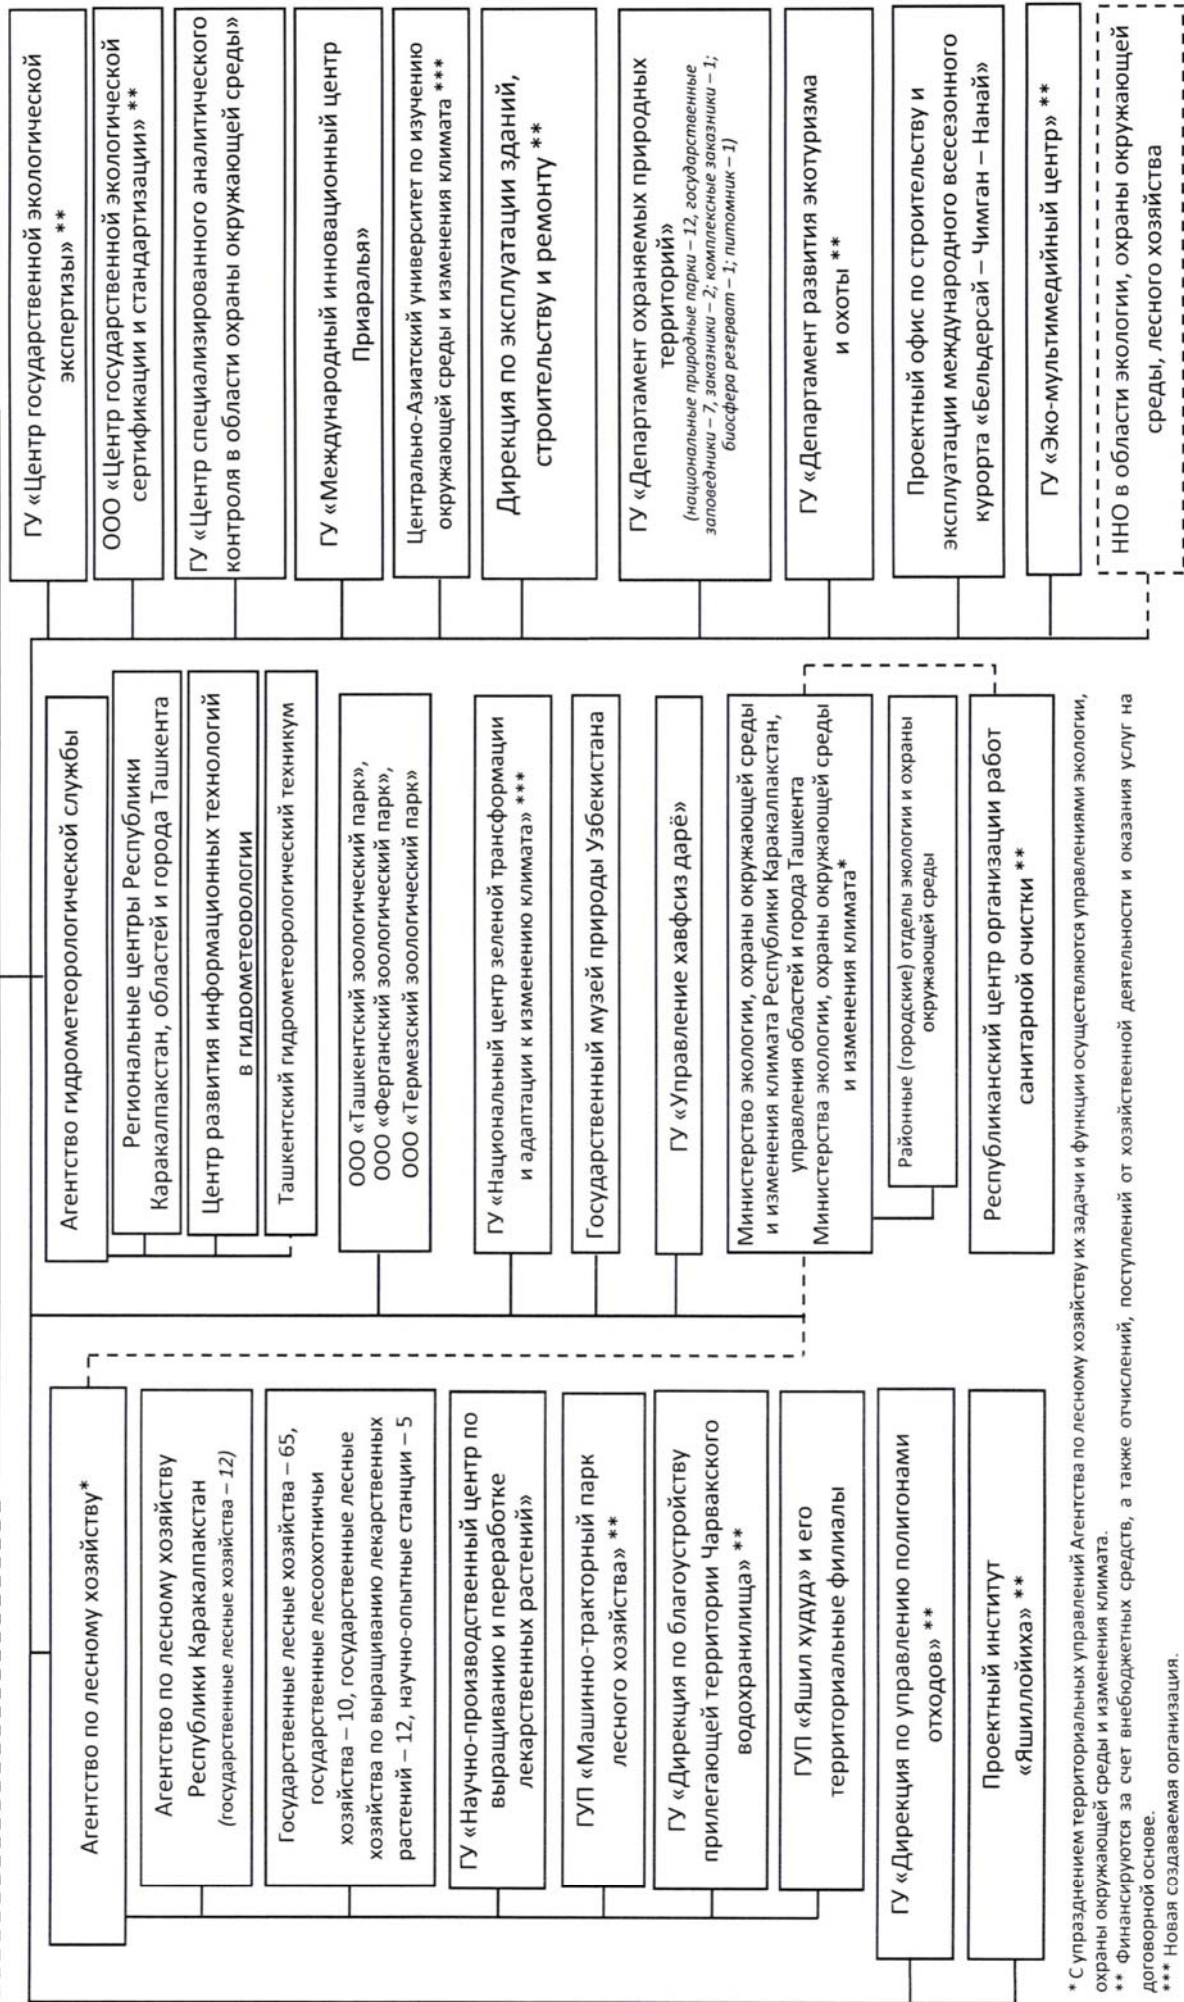 Агентство по лесному хозяйству*
Агентство по лесному хозяйству
Республики Каракалпакстан
(государственные лесные хозяйства – 12)
Государственные лесные хозяйства – 65,
государственные лесоохотничьи
хозяйства – 10, государственные лесные
хозяйства по выращиванию лекарственных
растений – 12, научно-опытные станции – 5
ГУ «Научно-производственный центр по
выращиванию и переработке
лекарственных растений»
ГУП «Машинно-тракторный парк
лесного хозяйства» **
ГУ «Дирекция по благоустройству
прилегающей территории Чарвакского
водохранилища» **
ГУП «Яшил худуд» и его
территориальные филиалы
ГУ «Дирекция по управлению полигонами
отходов» **
Проектный институт
«Яшиллойиха» **
Агентство гидрометеорологической службы
Региональные центры Республики
Каракалпакстан, областей и города Ташкента
Центр развития информационных технологий
в гидрометеорологии
Ташкентский гидрометеорологический техникум
ООО «Ташкентский зоологический парк»,
ООО «Ферганский зоологический парк»,
ООО «Термезский зоологический парк»
ГУ «Национальный центр зеленой трансформации
и адаптации к изменению климата» ***
Государственный музей природы Узбекистана
ГУ «Управление хавфсиз дарё»
Министерство экологии, охраны окружающей среды
и изменения климата Республики Каракалпакстан,
управления областей и города Ташкента
Министерства экологии, охраны окружающей среды
и изменения климата*
Районные (городские) отделы экологии и охраны
окружающей среды
Республиканский центр организации работ
санитарной очистки **
ГУ «Центр государственной экологической
экспертизы» **
ООО «Центр государственной экологической
сертификации и стандартизации» **
ГУ «Центр специализированного аналитического
контроля в области охраны окружающей среды»
ГУ «Международный инновационный центр
Приаралья»
Центрально-Азиатский университет по изучению
окружающей среды и изменения климата ***
Дирекция по эксплуатации зданий,
строительству и ремонту **
ГУ «Департамент охраняемых природных
территорий»
(национальные природные парки – 12, государственные
заповедники – 7, заказники – 2; комплексные заказники – 1;
биосфера резерват – 1; питомник – 1)
ГУ «Департамент развития экотуризма
и охоты **
Проектный офис по строительству и
эксплуатации международного всесезонного
курорта «Бельдерсай – Чимган – Нанай»
ГУ «Эко-мультимедийный центр» **
ННО в области экологии, охраны окружающей
среды, лесного хозяйства
* С упразднением территориальных управлений Агентства по лесному хозяйству их задачи и функции осуществляются управлениями экологии,
охраны окружающей среды и изменения климата.
** Финансируются за счет внебюджетных средств, а также отчислений, поступлений от хозяйственной деятельности и оказания услуг на
договорной основе.
*** Новая создаваемая организация.